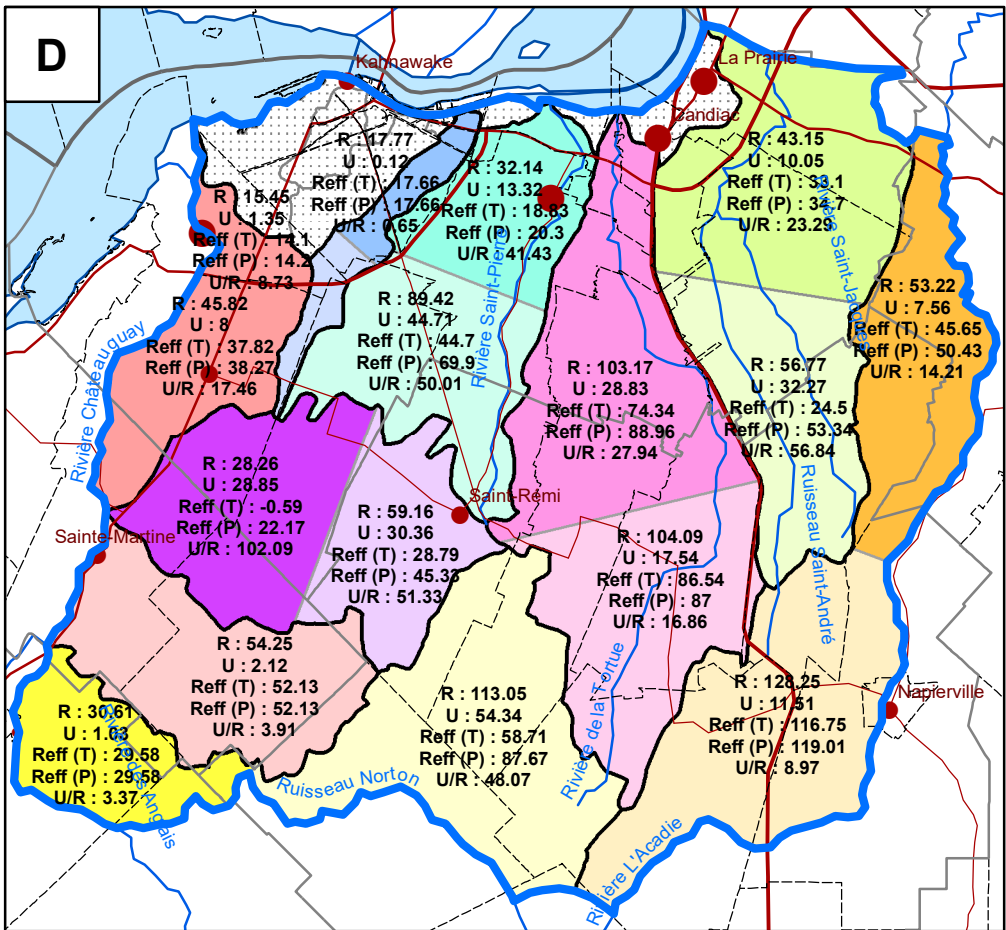 D
Kahnawake
La Prairie
Candiac
R : 17.77
U : 0.12
Reff (T) : 17.66
Reff (P) : 17.66
U/R : 0.65
R : 32.14
U : 13.32
Reff (T) : 18.83
Reff (P) : 20.3
U/R : 41.43
R : 43.15
U : 10.05
Reff (T) : 33.1
Reff (P) : 34.7
U/R : 23.29
R : 15.45
U : 1.35
Reff (T) : 14.1
Reff (P) : 14.2
U/R : 8.73
R : 45.82
U : 8
Reff (T) : 37.82
Reff (P) : 38.27
U/R : 17.46
R : 89.42
U : 44.71
Reff (T) : 44.7
Reff (P) : 69.9
U/R : 50.01
Rivière Saint-Pierre
Rivière Saint-Jacques
R : 53.22
U : 7.56
Reff (T) : 45.65
Reff (P) : 50.43
U/R : 14.21
Rivière Châteauguay
R : 103.17
U : 28.83
Reff (T) : 74.34
Reff (P) : 88.96
U/R : 27.94
R : 56.77
U : 32.27
Reff (T) : 24.5
Reff (P) : 53.34
U/R : 56.84
R : 28.26
U : 28.85
Reff (T) : -0.59
Reff (P) : 22.17
U/R : 102.09
Saint-Rémi
R : 59.16
U : 30.36
Reff (T) : 28.79
Reff (P) : 45.33
U/R : 51.33
Sainte-Martine
R : 104.09
U : 17.54
Reff (T) : 86.54
Reff (P) : 87
U/R : 16.86
Ruisseau Saint-André
R : 54.25
U : 2.12
Reff (T) : 52.13
Reff (P) : 52.13
U/R : 3.91
R : 113.05
U : 54.34
Reff (T) : 58.71
Reff (P) : 87.67
U/R : 48.07
Rivière de la Tortue
R : 128.25
U : 11.51
Reff (T) : 116.75
Reff (P) : 119.01
U/R : 8.97
Napierville
R : 30.61
U : 1.03
Reff (T) : 29.58
Reff (P) : 29.58
U/R : 3.37
Rivière des Anglais
Ruisseau Norton
Rivière L'Acadie